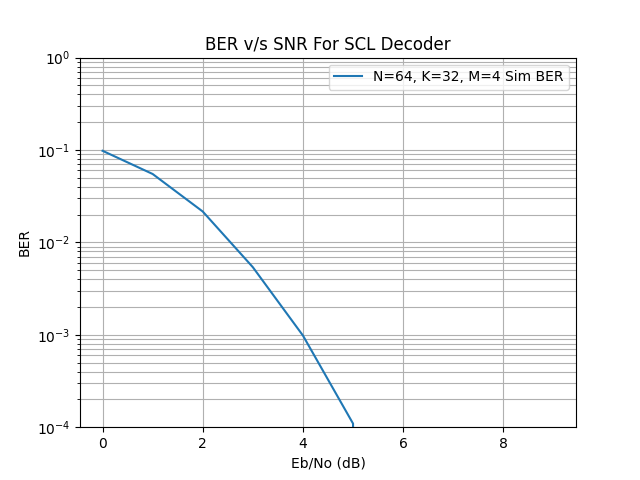 BER v/s SNR For SCL Decoder
N=64, K=32, M=4 Sim BER
10^0
10^-1
10^-2
10^-3
10^-4
BER
0 2 4 6 8
Eb/No (dB)